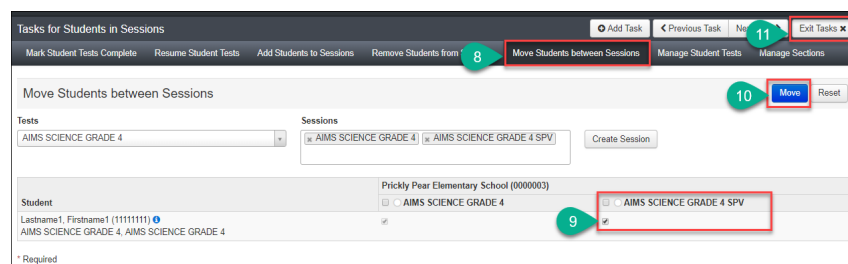 Tasks for Students in Sessions
Add Task
Previous Task
11
Exit Tasks ×
Mark Student Tests Complete
Resume Student Tests
Add Students to Sessions
Remove Students from
8
Move Students between Sessions
Manage Student Tests
Manage Sections
Move Students between Sessions
10
Move
Reset
Tests
Sessions
AIMS SCIENCE GRADE 4
× AIMS SCIENCE GRADE 4
× AIMS SCIENCE GRADE 4 SPV
Create Session
Prickly Pear Elementary School (0000003)
Student
AIMS SCIENCE GRADE 4
AIMS SCIENCE GRADE 4 SPV
Lastname1, Firstname1 (11111111)
AIMS SCIENCE GRADE 4, AIMS SCIENCE GRADE 4
9
* Required